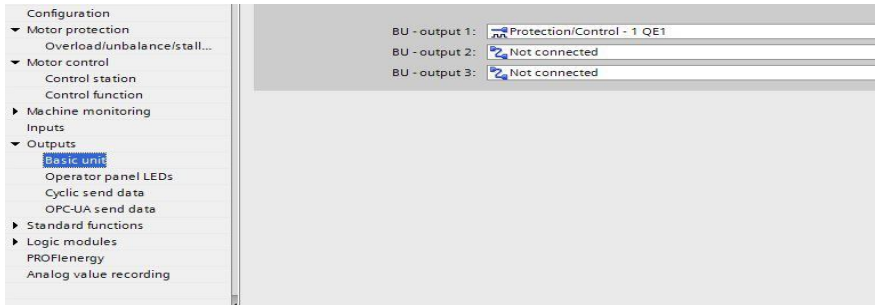 Configuration
Motor protection
Overload/unbalance/stall...
Motor control
Control station
Control function
Machine monitoring
Inputs
Outputs
Basic unit
Operator panel LEDs
Cyclic send data
OPC-UA send data
Standard functions
Logic modules
PROFIenergy
Analog value recording
BU - output 1: Protection/Control - 1 QE1
BU - output 2: Not connected
BU - output 3: Not connected